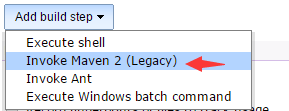 Add build step
Execute shell
Invoke Maven 2 (Legacy)
Invoke Ant
Execute Windows batch command